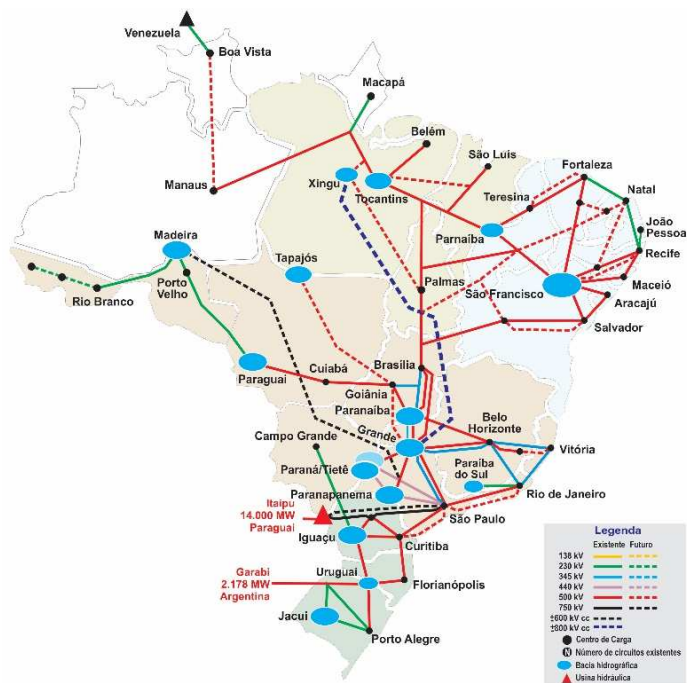 Venezuela
Boa Vista
Macapá
Belém
São Luis
Fortaleza
Xingu
Tocantins
Teresina
Natal
Manaus
João
Pessoa
Parnaíba
Recife
Madeira
Tapajós
Porto
Velho
Rio Branco
Palmas
São Francisco
Maceió
Aracajú
Salvador
Paraguai
Cuiabá
Brasília
Goiânia
Paranaíba
Belo
Horizonte
Grande
Campo Grande
Vitória
Paraná/Tietê
Paraíba
do Sul
Paranapanema
Itaipu
14.000 MW
Paraguai
São Paulo
Rio de Janeiro
Iguaçu
Curitiba
Garabi
2.178 MW
Argentina
Uruguai
Florianópolis
Jacui
Porto Alegre
Legenda
Existente Futuro
138 kV
230 kV
345 kV
440 kV
500 kV
750 kV
±600 kV cc
±800 kV cc
Centro de Carga
N Número de circuitos existentes
Bacia hidrográfica
Usina hidráulica